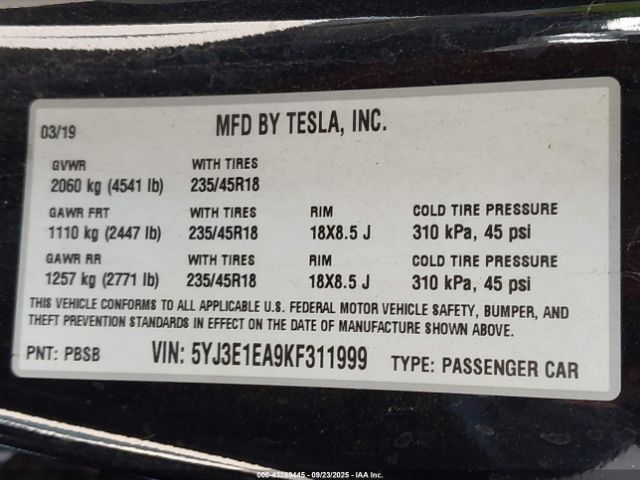 03/19 MFD BY TESLA, INC.
GVWR WITH TIRES
2060 kg (4541 lb) 235/45R18
GAWR FRT WITH TIRES RIM COLD TIRE PRESSURE
1110 kg (2447 lb) 235/45R18 18X8.5 J 310 kPa, 45 psi
GAWR RR WITH TIRES RIM COLD TIRE PRESSURE
1257 kg (2771 lb) 235/45R18 18X8.5 J 310 kPa, 45 psi
THIS VEHICLE CONFORMS TO ALL APPLICABLE U.S. FEDERAL MOTOR VEHICLE SAFETY, BUMPER, AND
THEFT PREVENTION STANDARDS IN EFFECT ON THE DATE OF MANUFACTURE SHOWN ABOVE.
PNT: PBSB VIN: 5YJ3E1EA9KF311999 TYPE: PASSENGER CAR
000-43289445 - 09/23/2025 - IAA Inc.